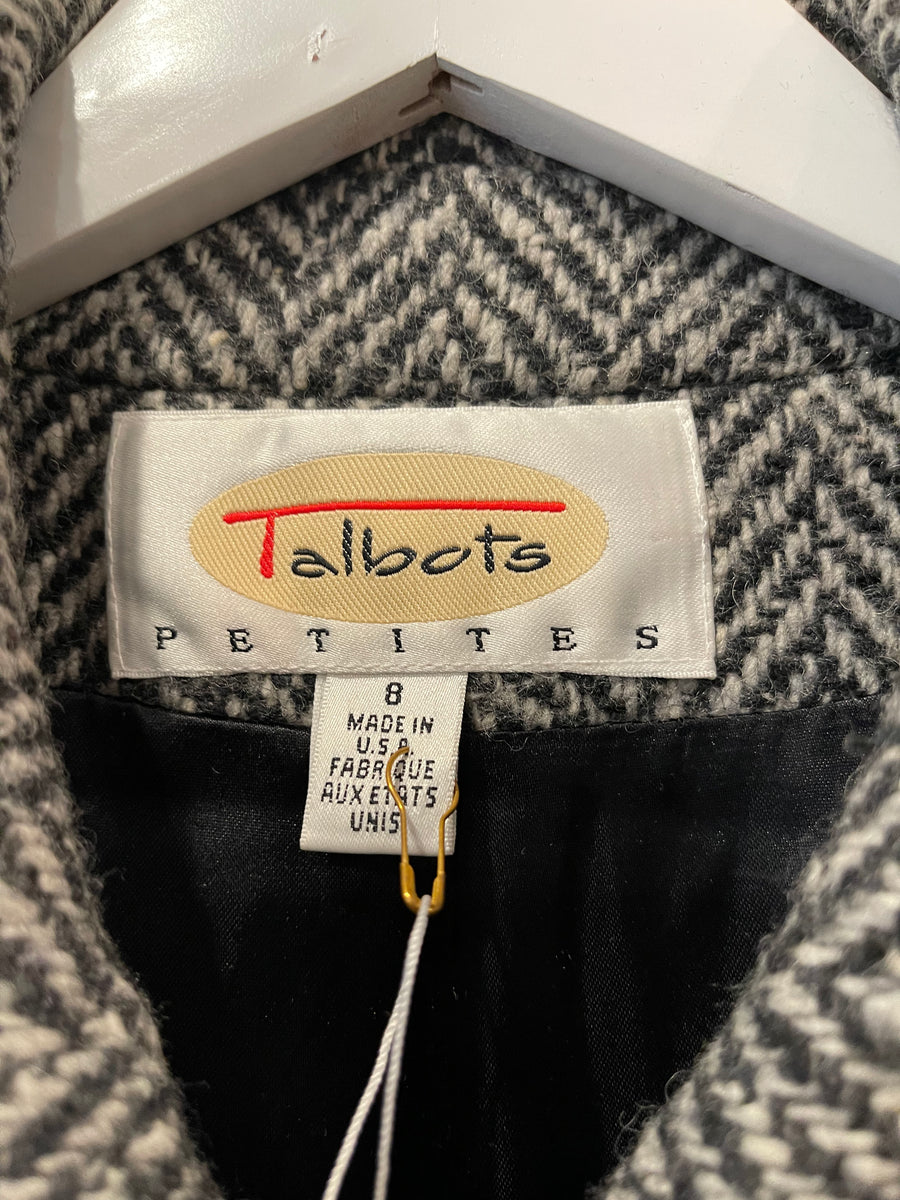 Talbots
PETITES
8
MADE IN
U.S.A.
FABRIQUE
AUX ETATS
UNIS